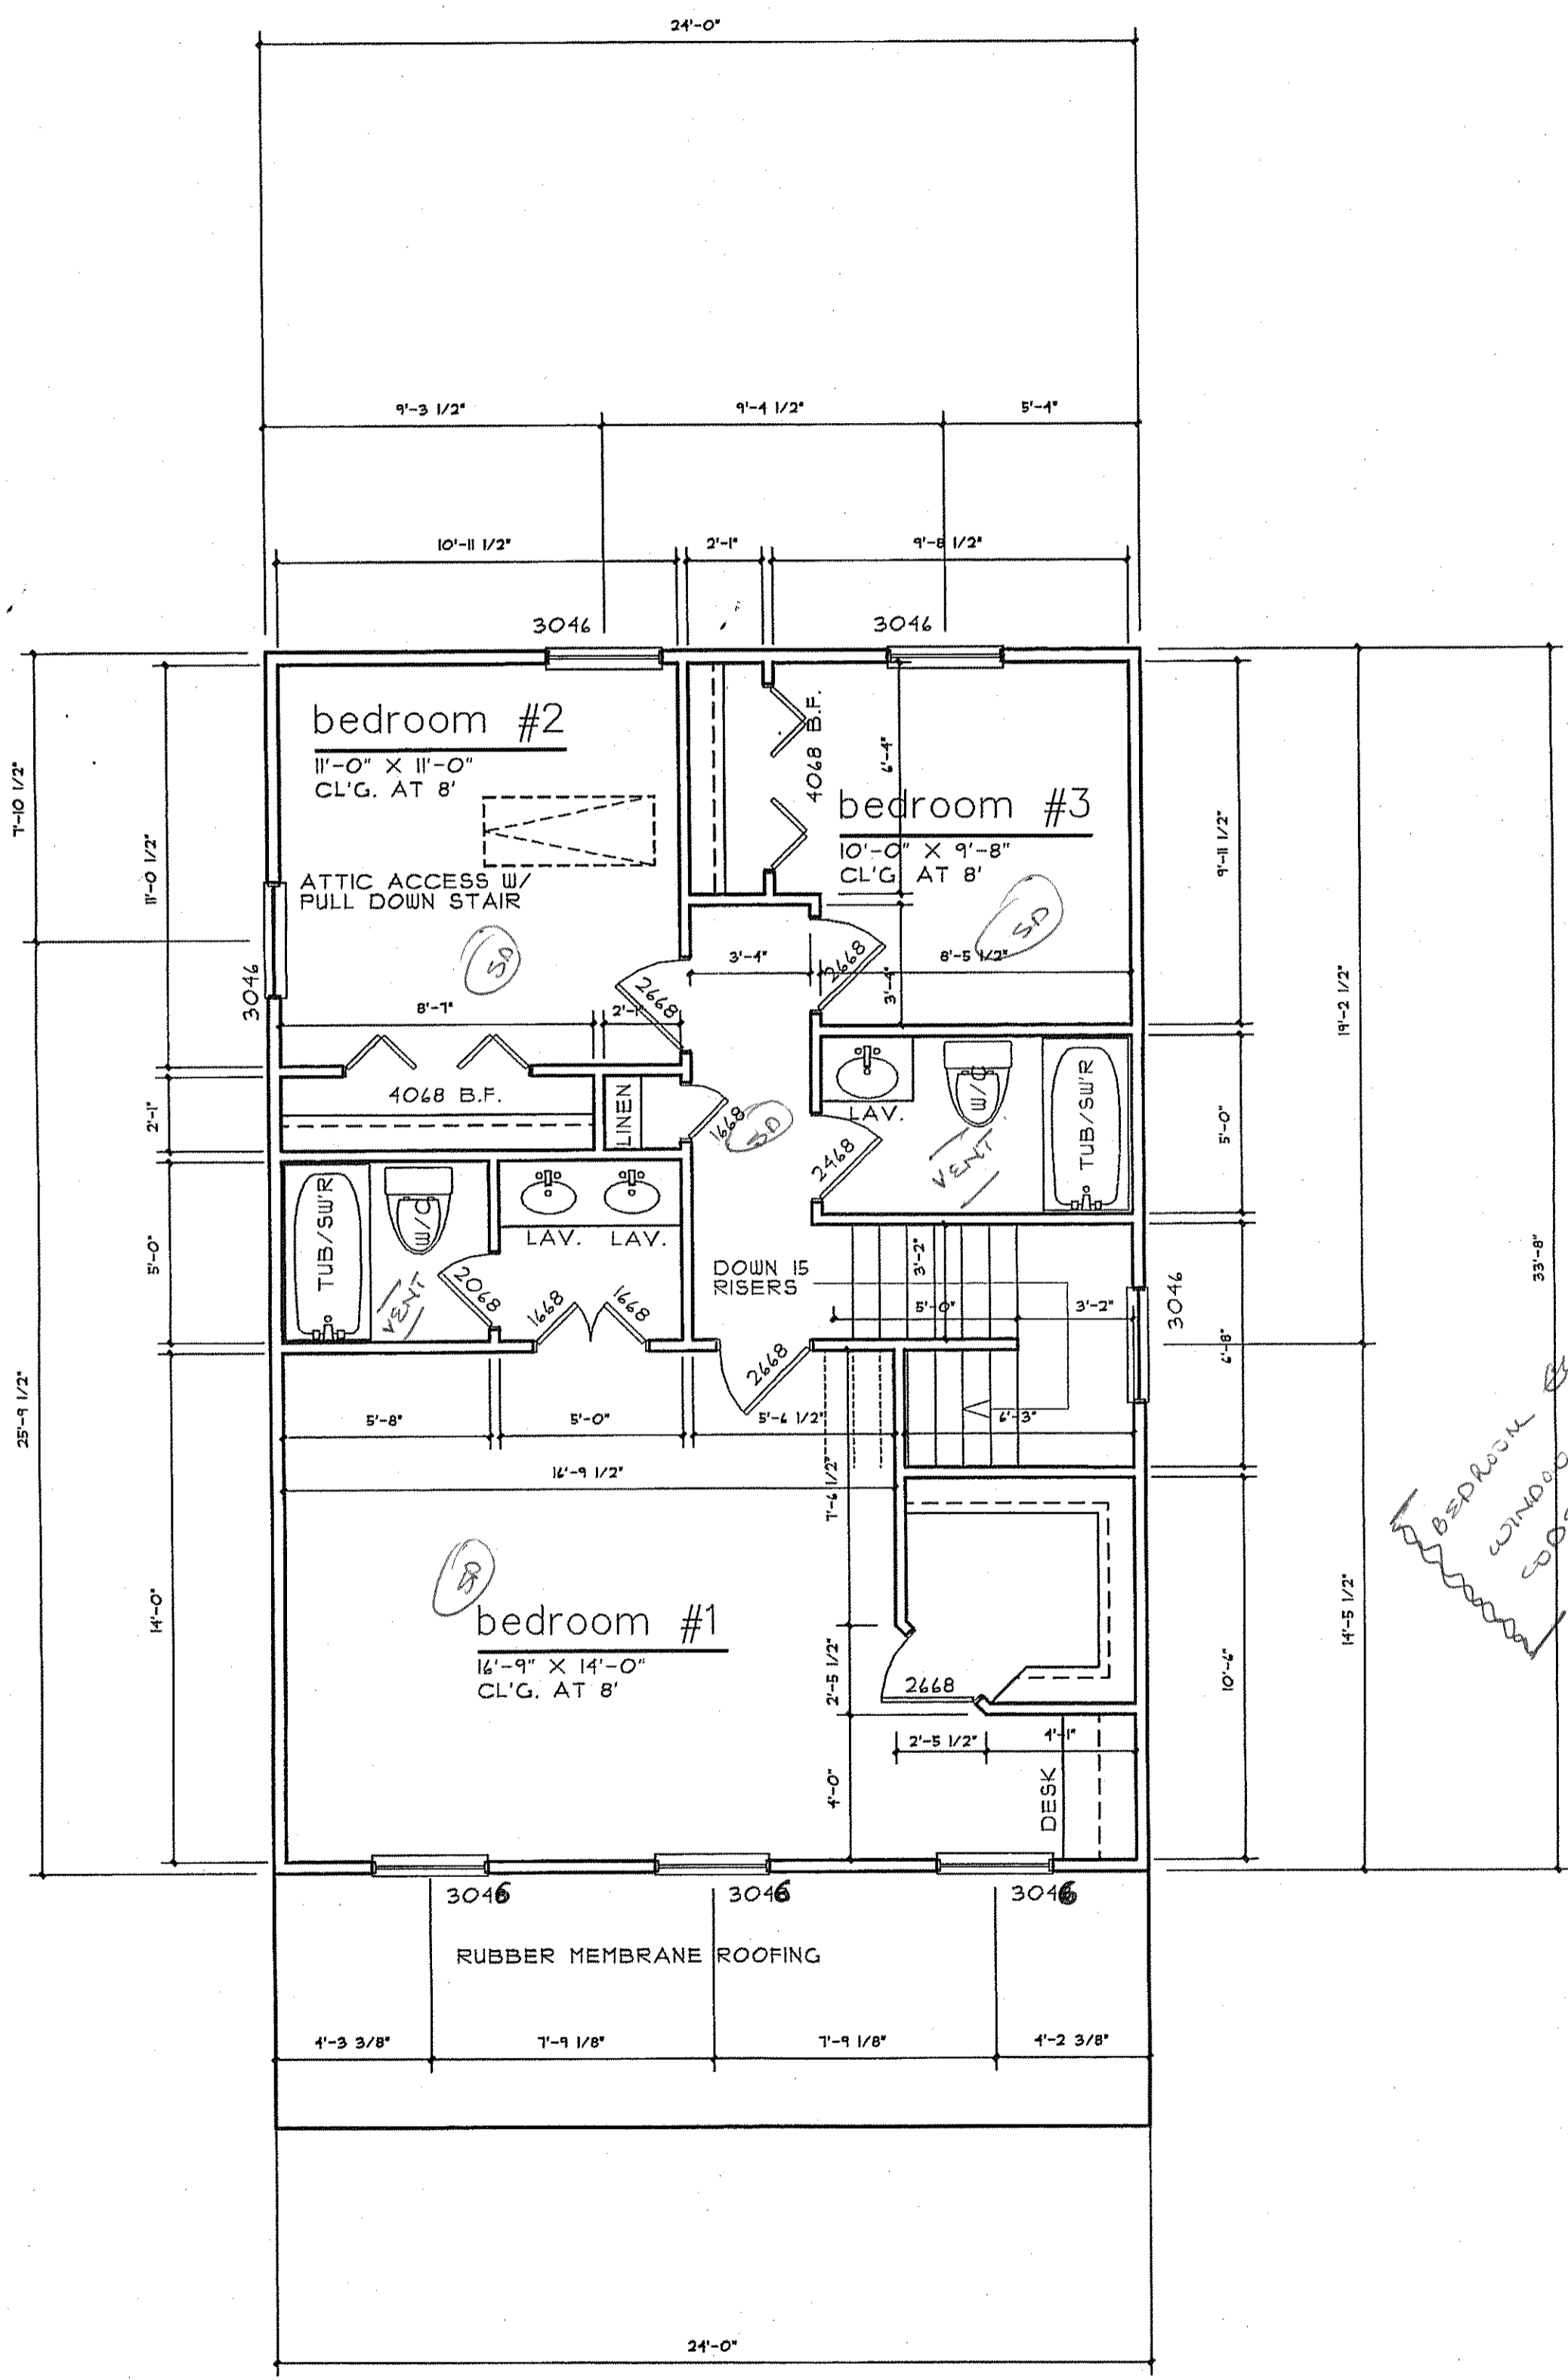 24'-0"
9'-3 1/2"
9'-4 1/2"
5'-4"
10'-11 1/2"
2'-1"
9'-8 1/2"
3046
3046
bedroom #2
11'-0" X 11'-0"
CL'G. AT 8'
4068 B.F.
6'-4"
bedroom #3
10'-0" X 9'-8"
CL'G. AT 8'
7'-10 1/2"
11'-0 1/2"
9'-11 1/2"
ATTIC ACCESS W/
PULL DOWN STAIR
SD
SD
3046
3'-4"
2668
8'-5 1/2"
3'-4"
2668
8'-7"
2'-1"
19'-2 1/2"
4068 B.F.
LINEN
1668
SD
LAV.
W/C
TUB/SW'R
2'-1"
5'-0"
2468
VENT
TUB/SW'R
W/C
LAV. LAV.
5'-0"
VENT
2068
1668
1668
DOWN 15
RISERS
3'-2"
5'-0"
3'-2"
3046
33'-8"
6'-8"
2668
5'-8"
5'-0"
5'-6 1/2"
6'-3"
25'-9 1/2"
16'-9 1/2"
7'-6 1/2"
BEDROOM
SD
bedroom #1
16'-9" X 14'-0"
CL'G. AT 8'
14'-0"
2'-5 1/2"
2668
10'-6"
14'-5 1/2"
2'-5 1/2"
4'-1"
4'-0"
DESK
3046
3046
3046
RUBBER MEMBRANE ROOFING
4'-3 3/8"
7'-9 1/8"
7'-9 1/8"
4'-2 3/8"
24'-0"